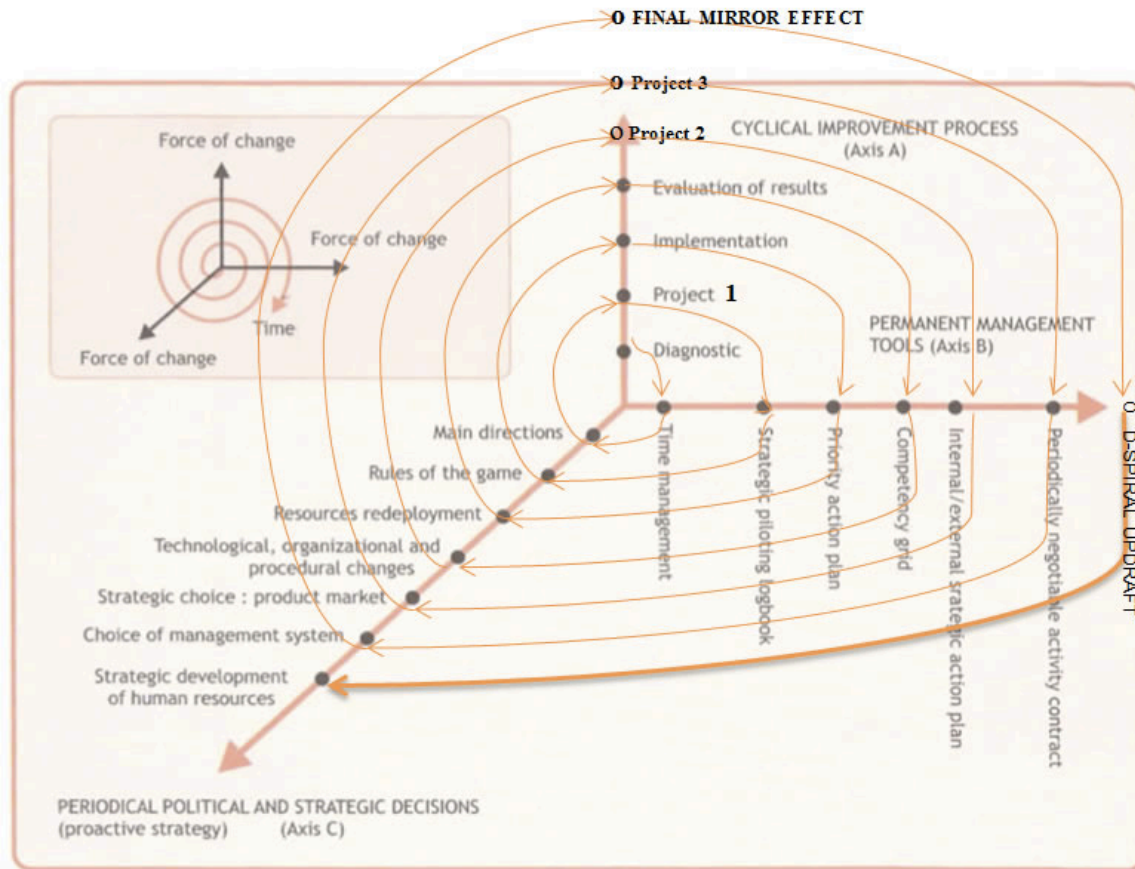 O FINAL MIRROR EFFECT
O Project 3
O Project 2
CYCLICAL IMPROVEMENT PROCESS
(Axis A)
Force of change
Force of change
Force of change
Time
Evaluation of results
Implementation
Project 1
Diagnostic
PERMANENT MANAGEMENT
TOOLS (Axis B)
Time management
Strategic piloting logbook
Priority action plan
Competency grid
Internal/external srategic action plan
Periodically negotiable activity contract
O D-SPIRAL UPDRAFT
Main directions
Rules of the game
Resources redeployment
Technological, organizational and
procedural changes
Strategic choice : product market
Choice of management system
Strategic development
of human resources
PERIODICAL POLITICAL AND STRATEGIC DECISIONS
(proactive strategy) (Axis C)